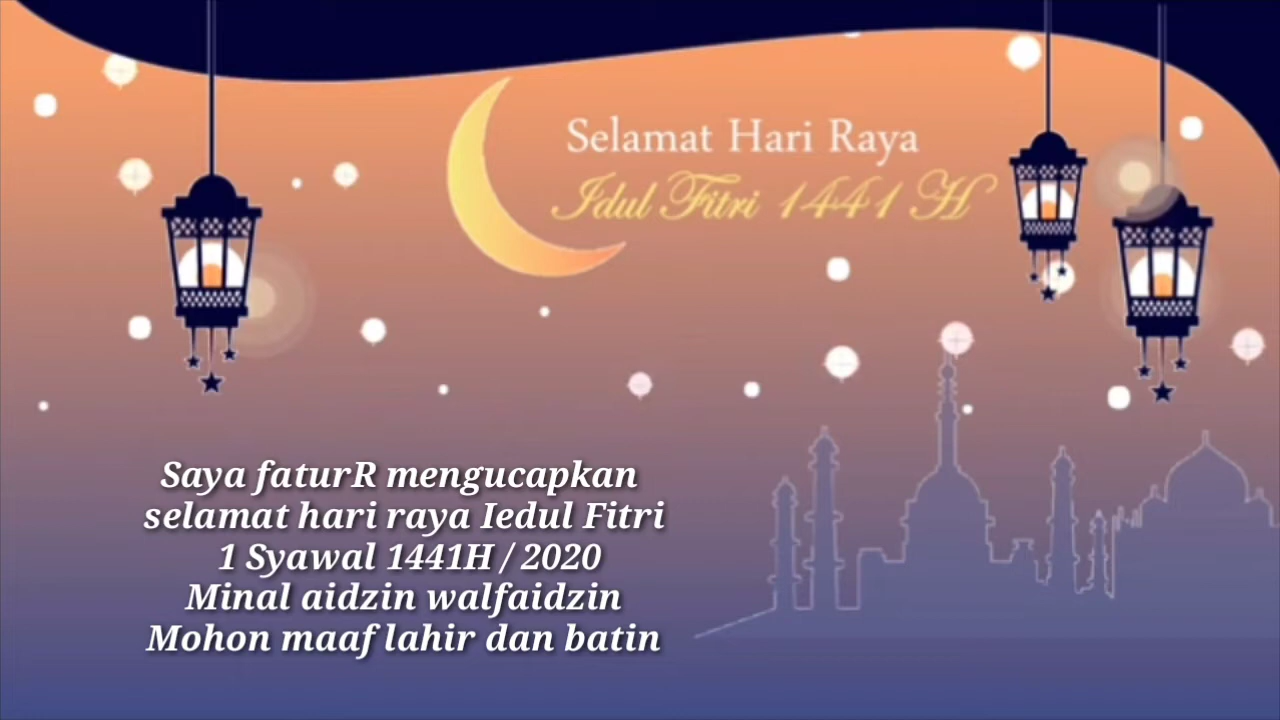 Selamat Hari Raya
Idul Fitri 1441 H
Saya faturR mengucapkan
selamat hari raya Iedul Fitri
1 Syawal 1441H / 2020
Minal aidzin walfaidzin
Mohon maaf lahir dan batin